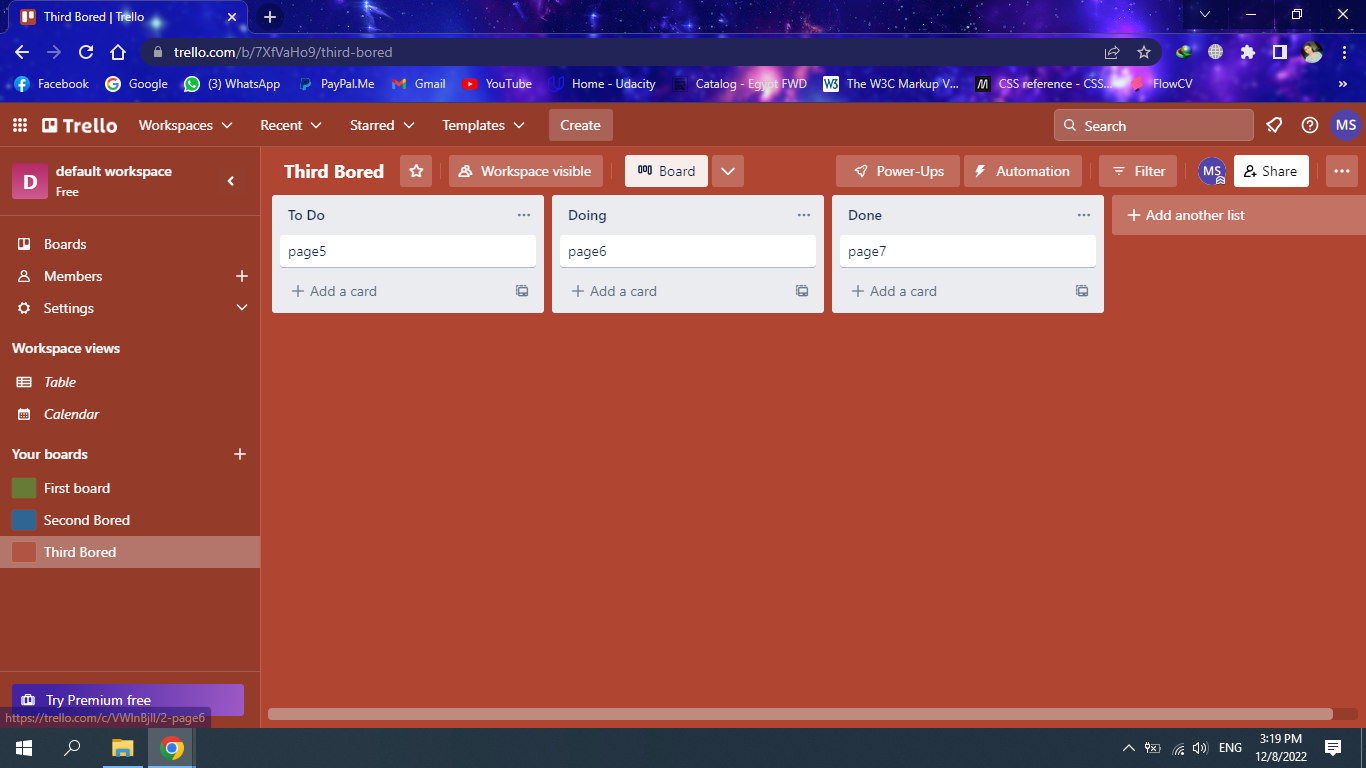 Third Bored | Trello
trello.com/b/7XfVaHo9/third-bored
Facebook Google (3) WhatsApp PayPal.Me Gmail YouTube Home - Udacity Catalog - Egypt FWD The W3C Markup V... CSS reference - CSS... FlowCV »
Trello Workspaces Recent Starred Templates Create Search MS
D default workspace
Free
Third Bored Workspace visible Board Power-Ups Automation Filter MS Share
Boards
Members
Settings
Workspace views
Table
Calendar
Your boards
First board
Second Bored
Third Bored
To Do
page5
+ Add a card
Doing
page6
+ Add a card
Done
page7
+ Add a card
+ Add another list
Try Premium free
https://trello.com/c/VWlnBjll/2-page6
ENG
3:19 PM
12/8/2022